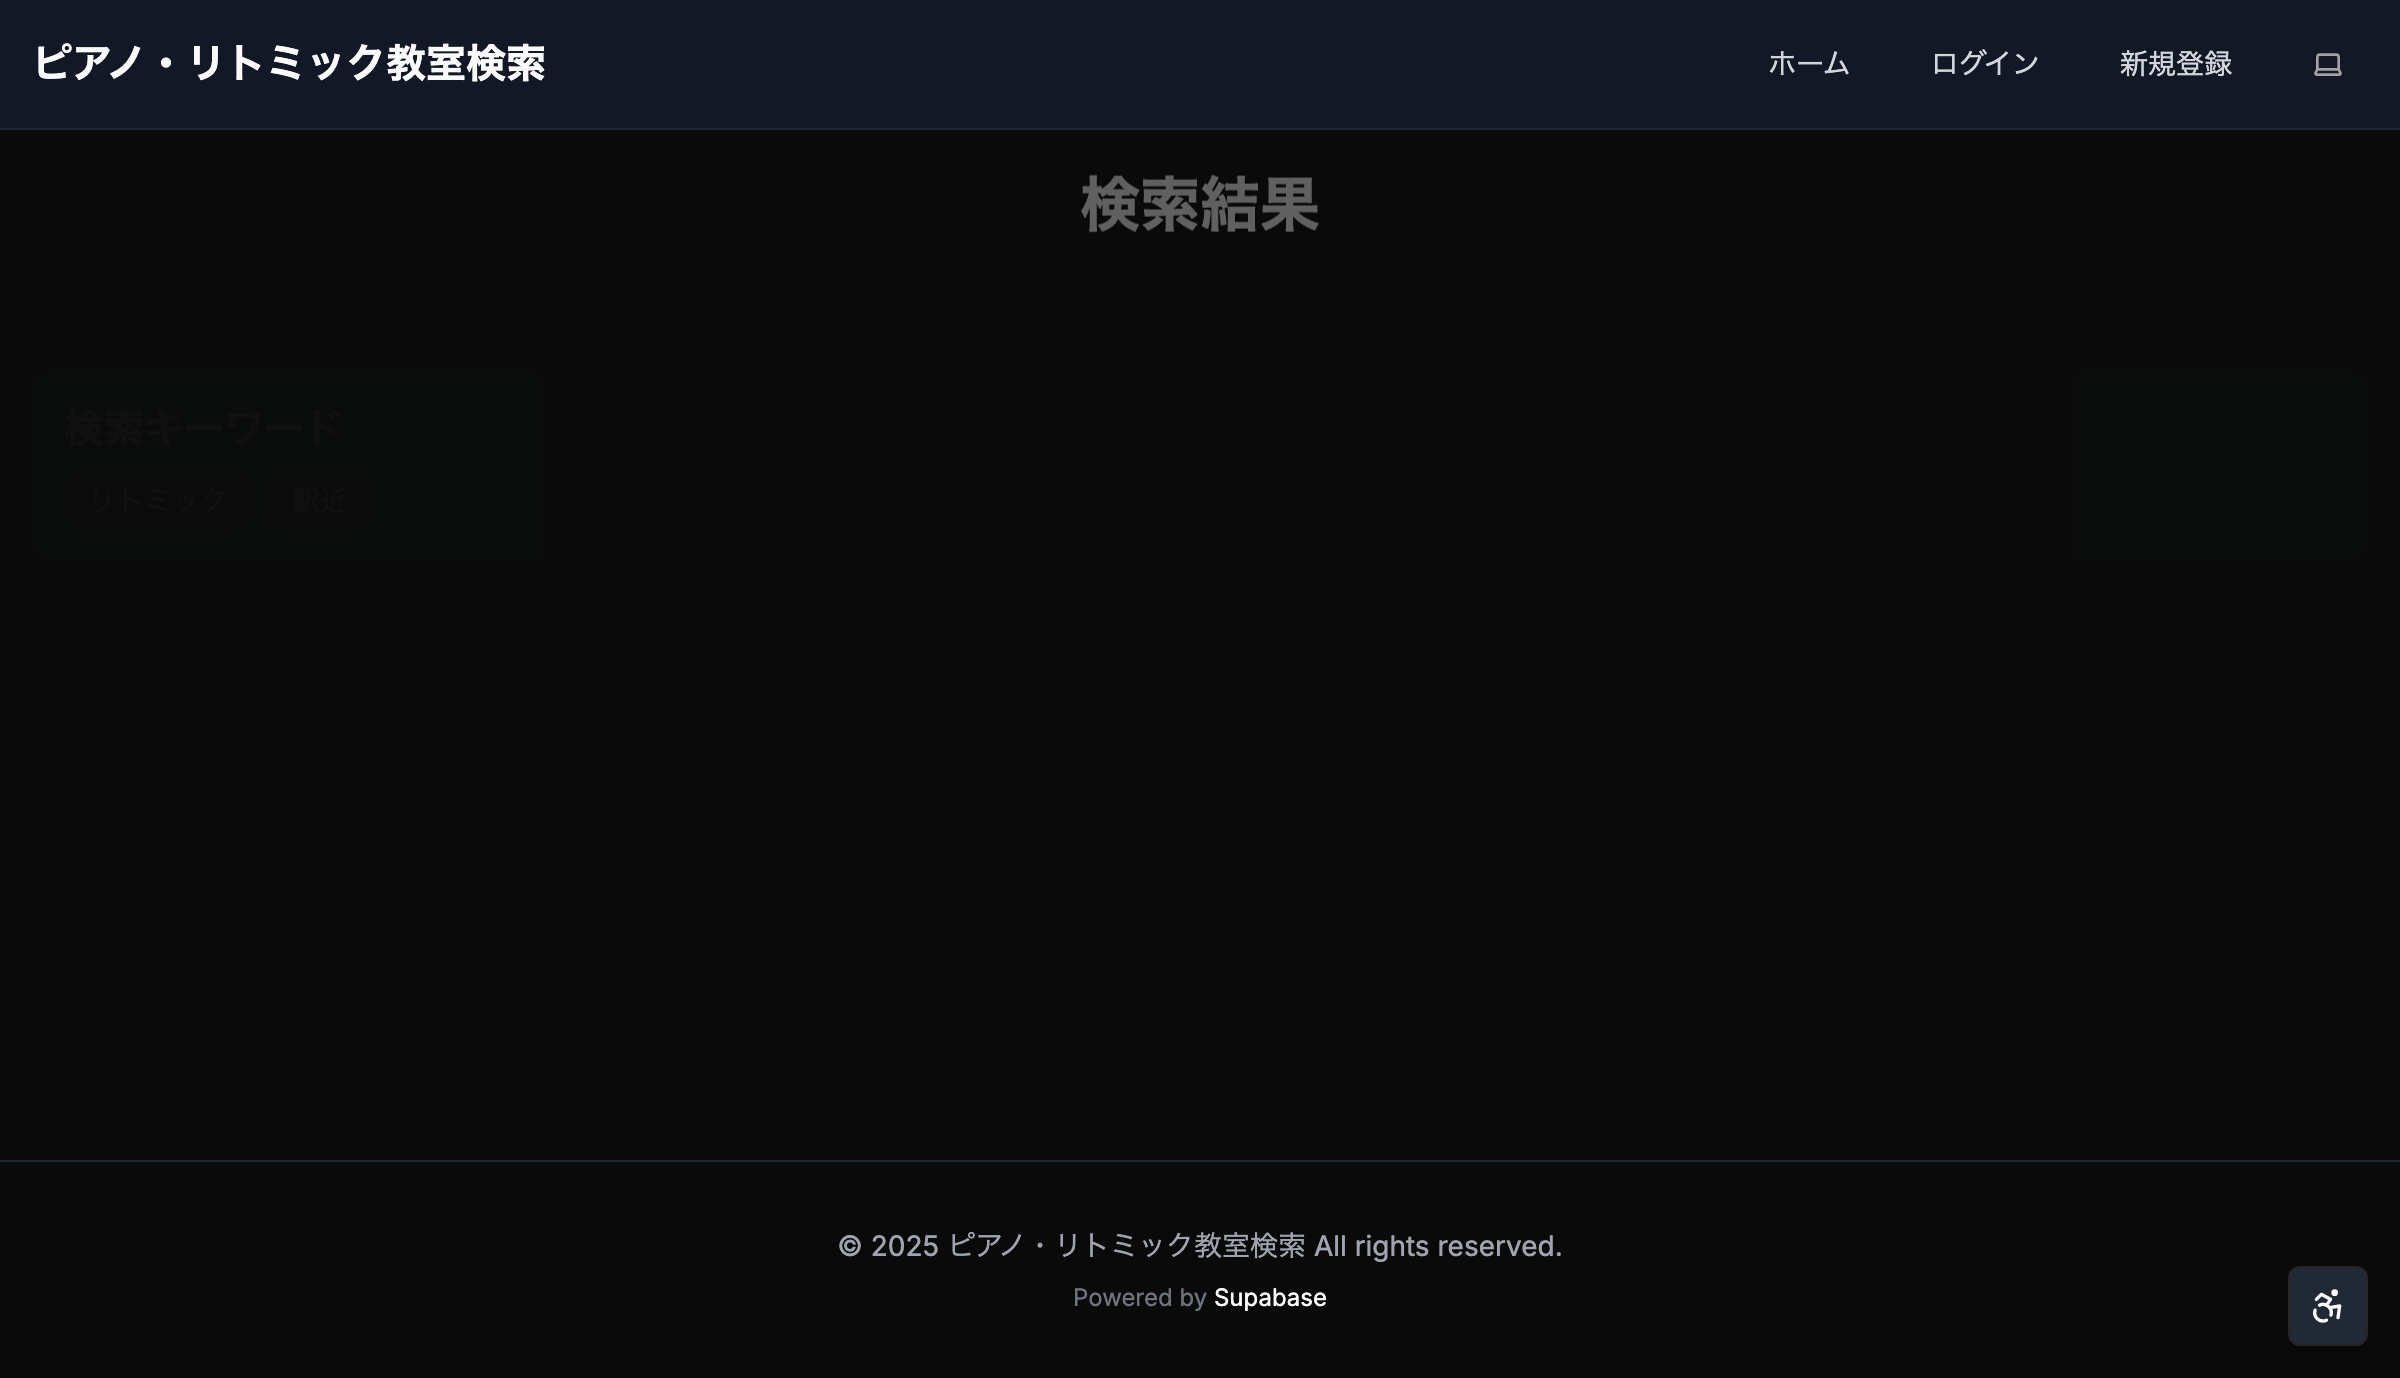 ピアノ・リトミック教室検索
ホーム ログイン 新規登録
検索結果
検索キーワード
リトミック 駅近
© 2025 ピアノ・リトミック教室検索 All rights reserved.
Powered by Supabase